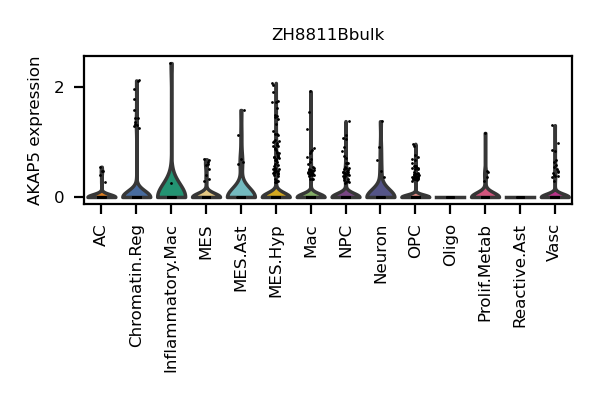 ZH8811Bbulk
AKAP5 expression
2
0
AC
Chromatin.Reg
Inflammatory.Mac
MES
MES.Ast
MES.Hyp
Mac
NPC
Neuron
OPC
Oligo
Prolif.Metab
Reactive.Ast
Vasc